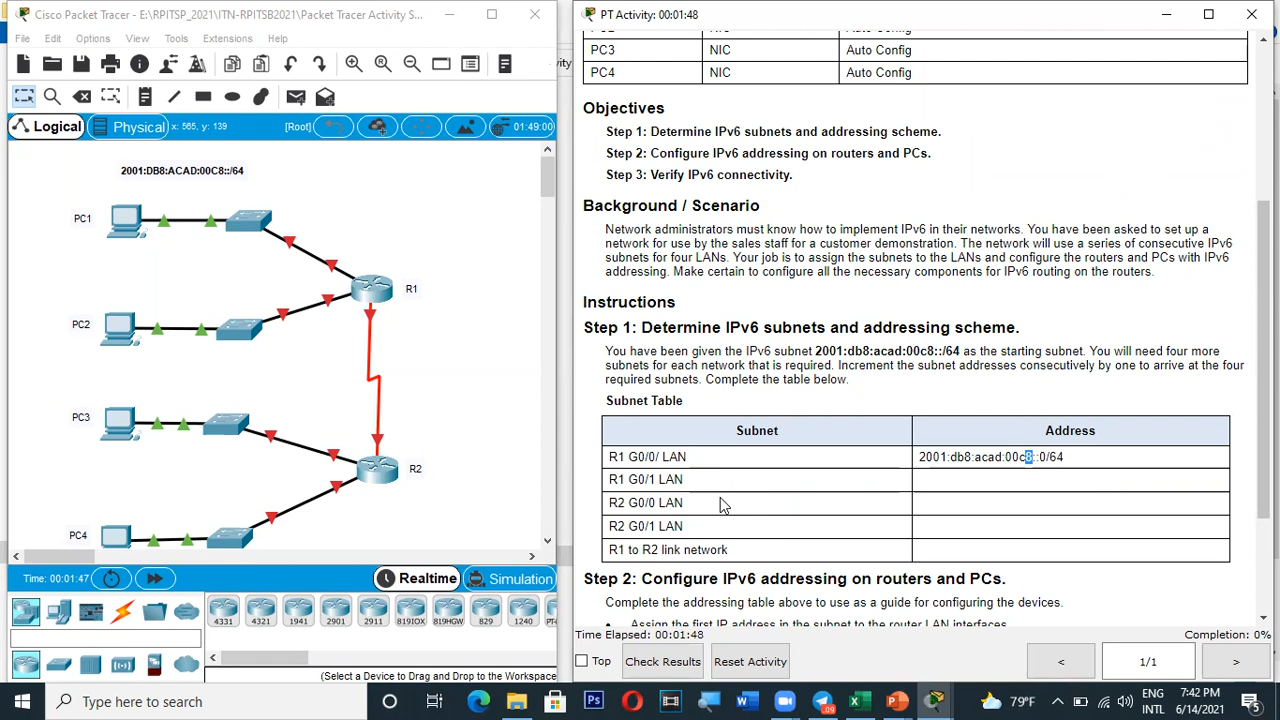 Cisco Packet Tracer - E:\RPITSP_2021\ITN-RPITSB2021\Packet Tracer Activity S...
File Edit Options View Tools Extensions Help
Logical Physical x: 565, y: 139 [Root] 01:49:00
2001:DB8:ACAD:00C8::/64
PC1
R1
PC2
PC3
R2
PC4
Time: 00:01:47 Realtime Simulation
4331 4321 1941 2901 2911 819IOX 819HGW 829 1240
(Select a Device to Drag and Drop to the Workspace
PT Activity: 00:01:48
NIC Auto Config
PC3 NIC Auto Config
PC4 NIC Auto Config
Objectives
Step 1: Determine IPv6 subnets and addressing scheme.
Step 2: Configure IPv6 addressing on routers and PCs.
Step 3: Verify IPv6 connectivity.
Background / Scenario
Network administrators must know how to implement IPv6 in their networks. You have been asked to set up a
network for use by the sales staff for a customer demonstration. The network will use a series of consecutive IPv6
subnets for four LANs. Your job is to assign the subnets to the LANs and configure the routers and PCs with IPv6
addressing. Make certain to configure all the necessary components for IPv6 routing on the routers.
Instructions
Step 1: Determine IPv6 subnets and addressing scheme.
You have been given the IPv6 subnet 2001:db8:acad:00c8::/64 as the starting subnet. You will need four more
subnets for each network that is required. Increment the subnet addresses consecutively by one to arrive at the four
required subnets. Complete the table below.
Subnet Table
Subnet Address
R1 G0/0/ LAN 2001:db8:acad:00c8::0/64
R1 G0/1 LAN
R2 G0/0 LAN
R2 G0/1 LAN
R1 to R2 link network
Step 2: Configure IPv6 addressing on routers and PCs.
Complete the addressing table above to use as a guide for configuring the devices.
• Assign the first IP address in the subnet to the router LAN interfaces
Time Elapsed: 00:01:48 Completion: 0%
Top Check Results Reset Activity < 1/1 >
Type here to search
79°F ENG INTL 7:42 PM 6/14/2021